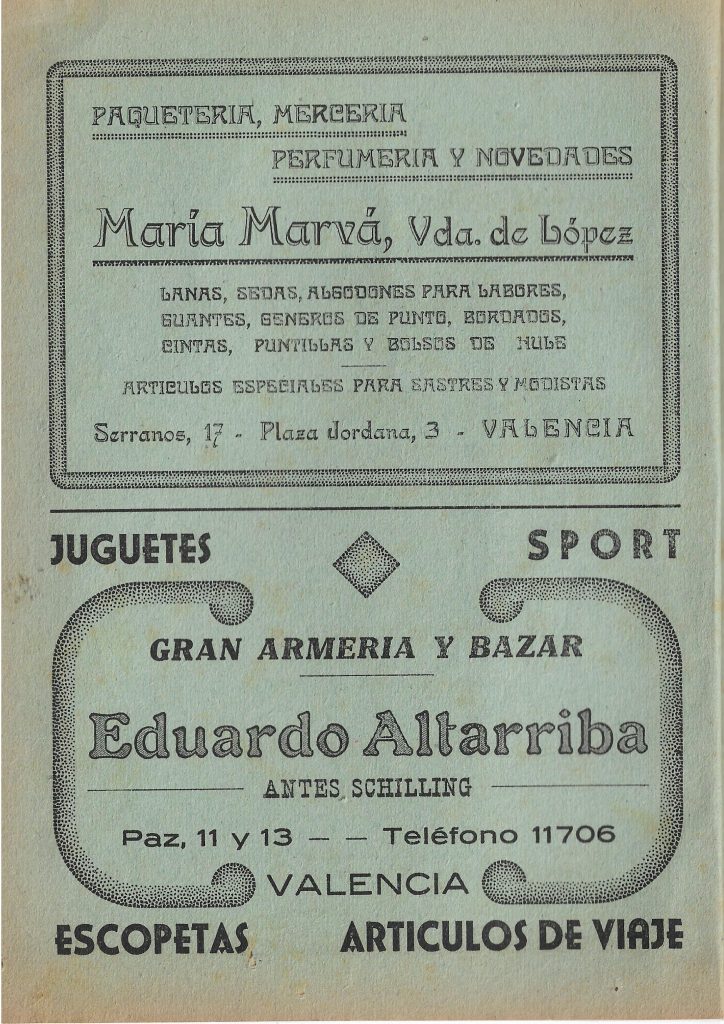 PAQUETERIA, MERCERIA
PERFUMERIA Y NOVEDADES
María Marvá, Vda. de López
LANAS, SEDAS, ALGODONES PARA LABORES,
GUANTES, GENEROS DE PUNTO, BORDADOS,
CINTAS, PUNTILLAS Y BOLSOS DE HULE
ARTICULOS ESPECIALES PARA SASTRES Y MODISTAS
Serranos, 17 - Plaza Jordana, 3 - VALENCIA
JUGUETES SPORT
GRAN ARMERIA Y BAZAR
Eduardo Altarriba
ANTES SCHILLING
Paz, 11 y 13 — — Teléfono 11706
VALENCIA
ESCOPETAS ARTICULOS DE VIAJE